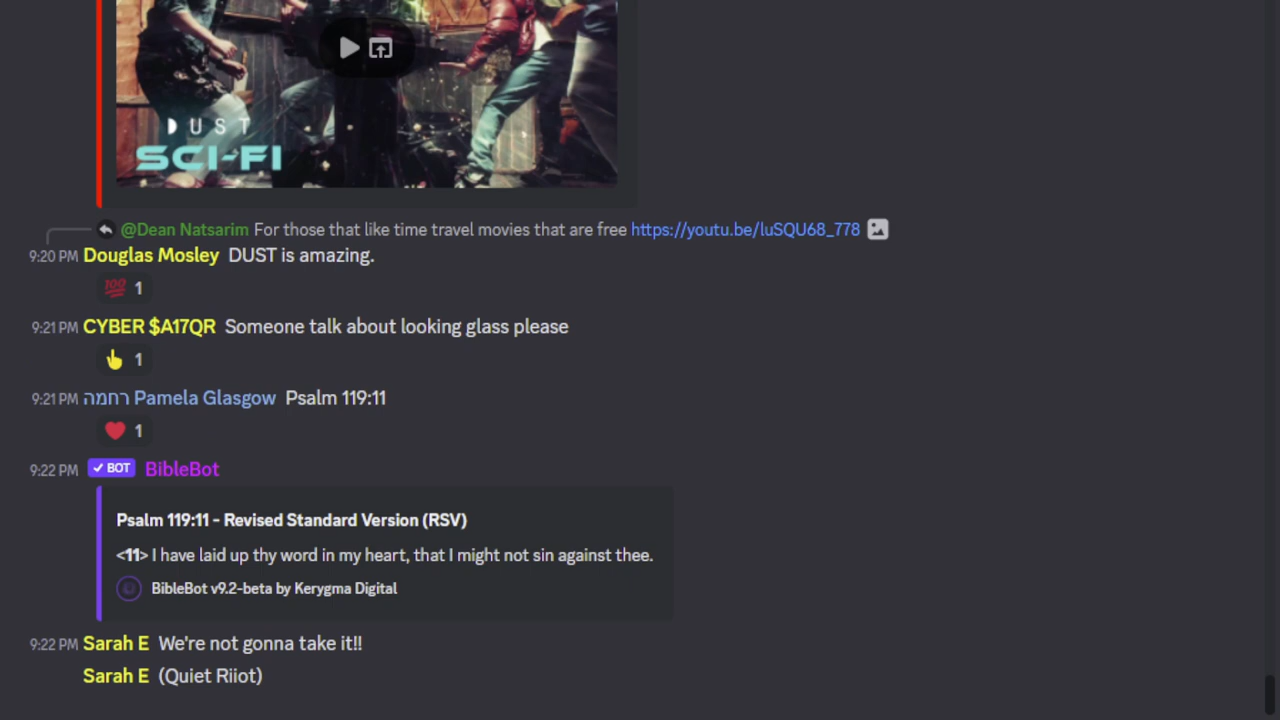 DUST
SCI-FI
@Dean Natsarim For those that like time travel movies that are free https://youtu.be/luSQU68_778
9:20 PM Douglas Mosley DUST is amazing.
💯 1
9:21 PM CYBER $A17QR Someone talk about looking glass please
👆 1
9:21 PM רחמה Pamela Glasgow Psalm 119:11
❤️ 1
9:22 PM ✓ BOT BibleBot
Psalm 119:11 - Revised Standard Version (RSV)
<11> I have laid up thy word in my heart, that I might not sin against thee.
BibleBot v9.2-beta by Kerygma Digital
9:22 PM Sarah E We're not gonna take it!!
Sarah E (Quiet Riiot)